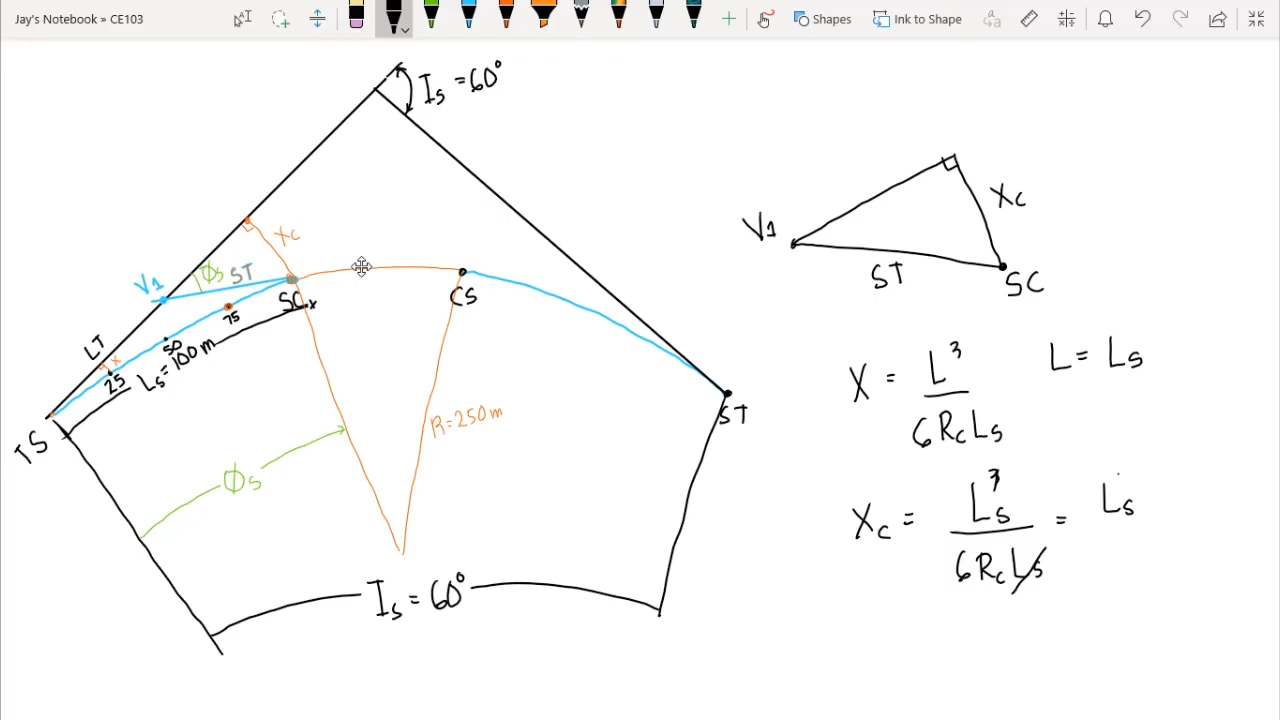 Jay's Notebook » CE103
Shapes
Ink to Shape
Is = 60°
V1
ϕs
ST
Xc
SC
CS
LT
x
25
50
75
Ls = 100 m
TS
R = 250 m
ST
ϕs
Is = 60°
V1
Xc
ST
SC
X = L³ / 6RcLs
L = Ls
Xc = Ls³ / 6RcLs = Ls